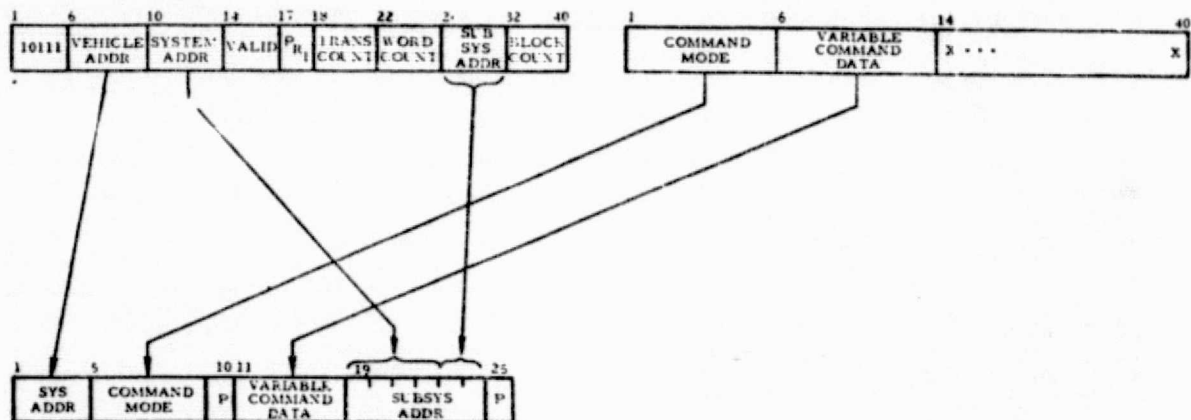 1 6 10 14 17 18 22 32 40
10111 VEHICLE ADDR SYSTEM ADDR VALID PRI TRANS COUNT WORD COUNT SUB SYS ADDR BLOCK COUNT
1 6 14 40
COMMAND MODE VARIABLE COMMAND DATA X ... X
1 5 10 11 19 25
SYS ADDR COMMAND MODE P VARIABLE COMMAND DATA SUBSYS ADDR P